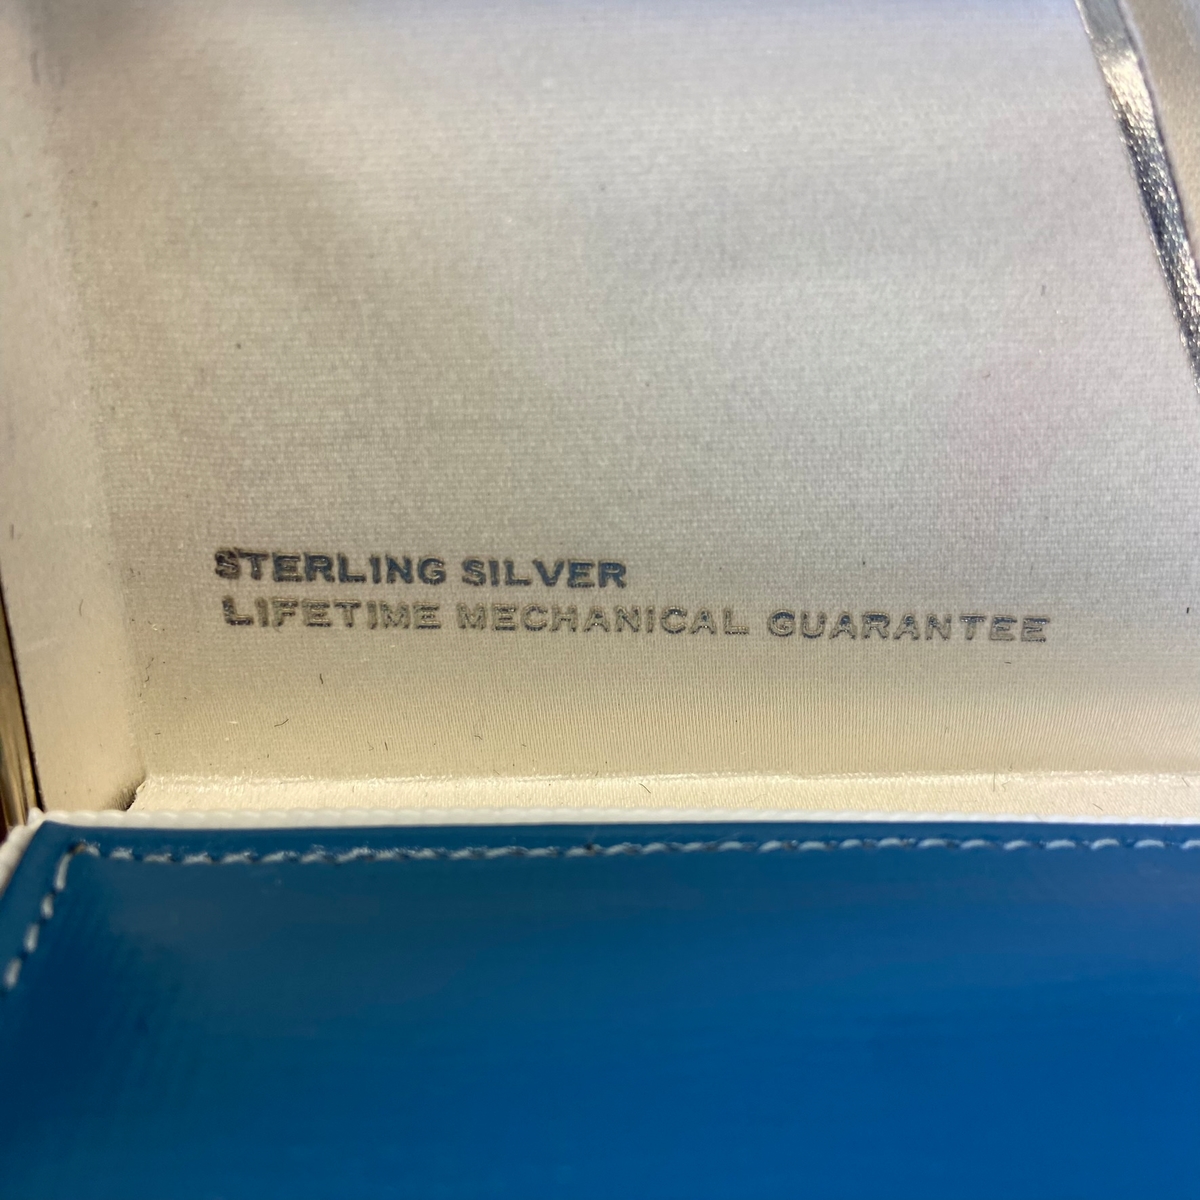 STERLING SILVER
LIFETIME MECHANICAL GUARANTEE